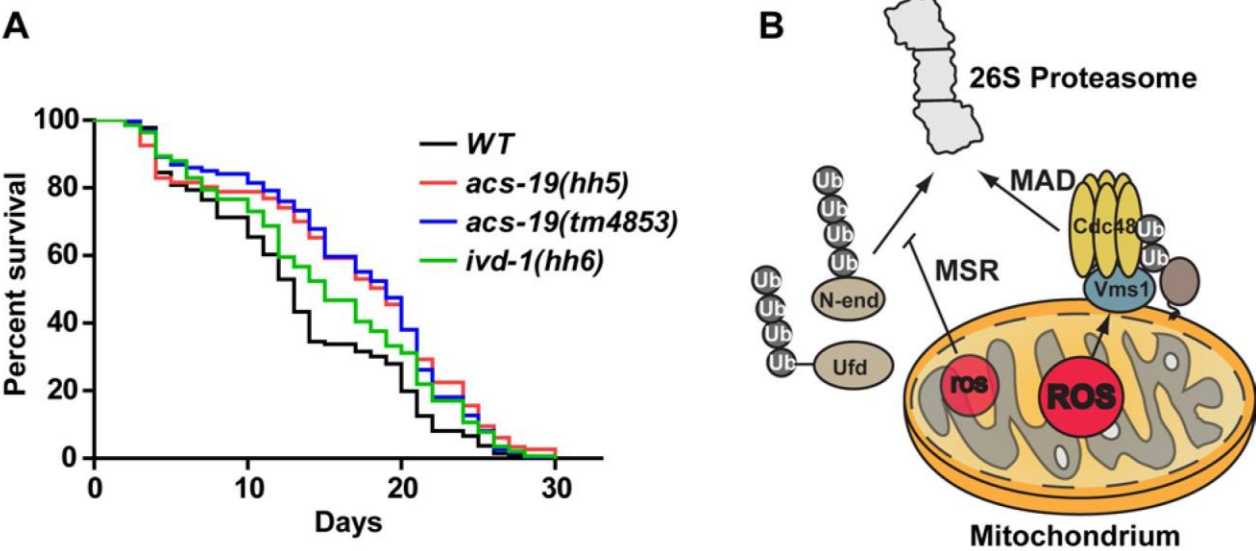 A
Percent survival
100
80
60
40
20
0
0 10 20 30
Days
WT
acs-19(hh5)
acs-19(tm4853)
ivd-1(hh6)
B
26S Proteasome
MAD
Cdc48
Ub
Ub
Vms1
MSR
Ub
Ub
Ub
Ub
N-end
Ub
Ub
Ub
Ub
Ufd
ros
ROS
Mitochondrium